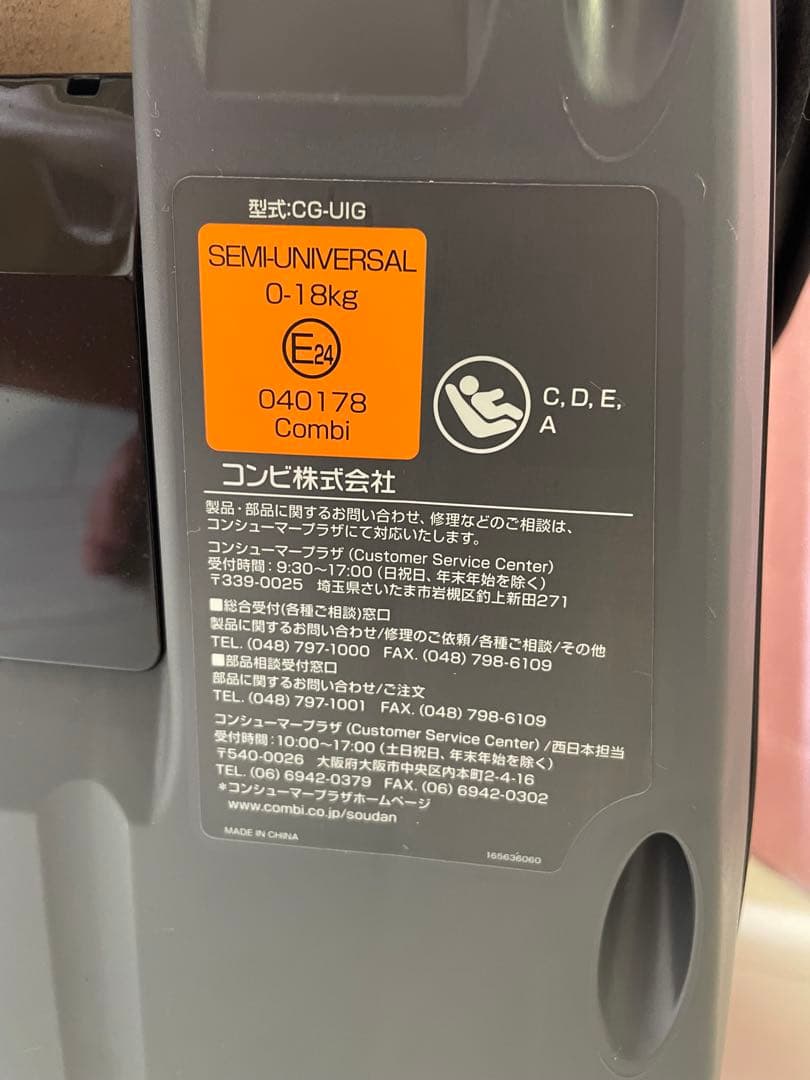 型式:CG-UIG
SEMI-UNIVERSAL
0-18kg
E24
040178
Combi
C, D, E,
A
コンビ株式会社
製品・部品に関するお問い合わせ、修理などのご相談は、
コンシューマープラザにて対応いたします。
コンシューマープラザ (Customer Service Center)
受付時間：9:30～17:00 (日祝日、年末年始を除く)
〒339-0025 埼玉県さいたま市岩槻区釣上新田271
■総合受付(各種ご相談)窓口
製品に関するお問い合わせ/修理のご依頼/各種ご相談/その他
TEL. (048) 797-1000 FAX. (048) 798-6109
■部品相談受付窓口
部品に関するお問い合わせ/ご注文
TEL. (048) 797-1001 FAX. (048) 798-6109
コンシューマープラザ (Customer Service Center) /西日本担当
受付時間：10:00～17:00 (土日祝日、年末年始を除く)
〒540-0026 大阪府大阪市中央区内本町2-4-16
TEL. (06) 6942-0379 FAX. (06) 6942-0302
*コンシューマープラザホームページ
www.combi.co.jp/soudan
MADE IN CHINA
165636060